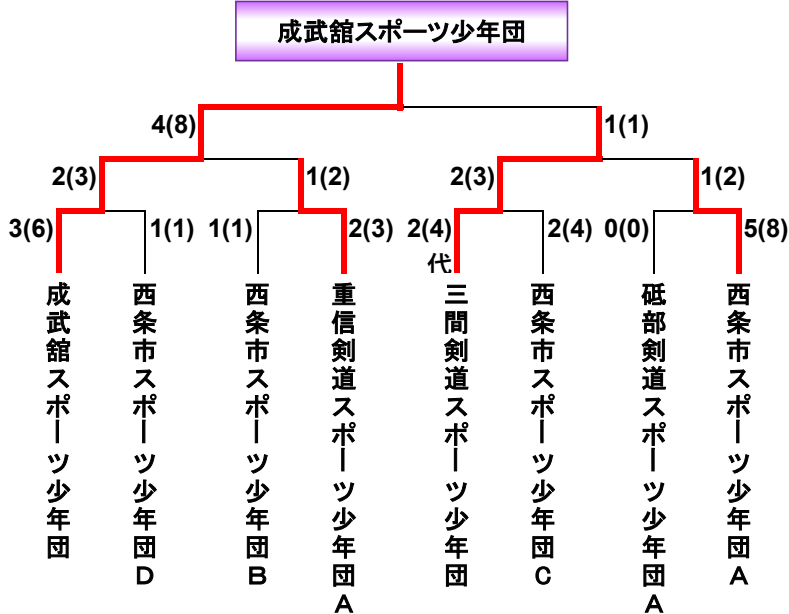 成武舘スポーツ少年団
4(8)
1(1)
2(3)
1(2)
2(3)
1(2)
3(6)
1(1)
1(1)
2(3)
2(4)
2(4)
0(0)
5(8)
代
成武舘スポーツ少年団
西条市スポーツ少年団D
西条市スポーツ少年団B
重信剣道スポーツ少年団A
三間剣道スポーツ少年団
西条市スポーツ少年団C
砥部剣道スポーツ少年団A
西条市スポーツ少年団A